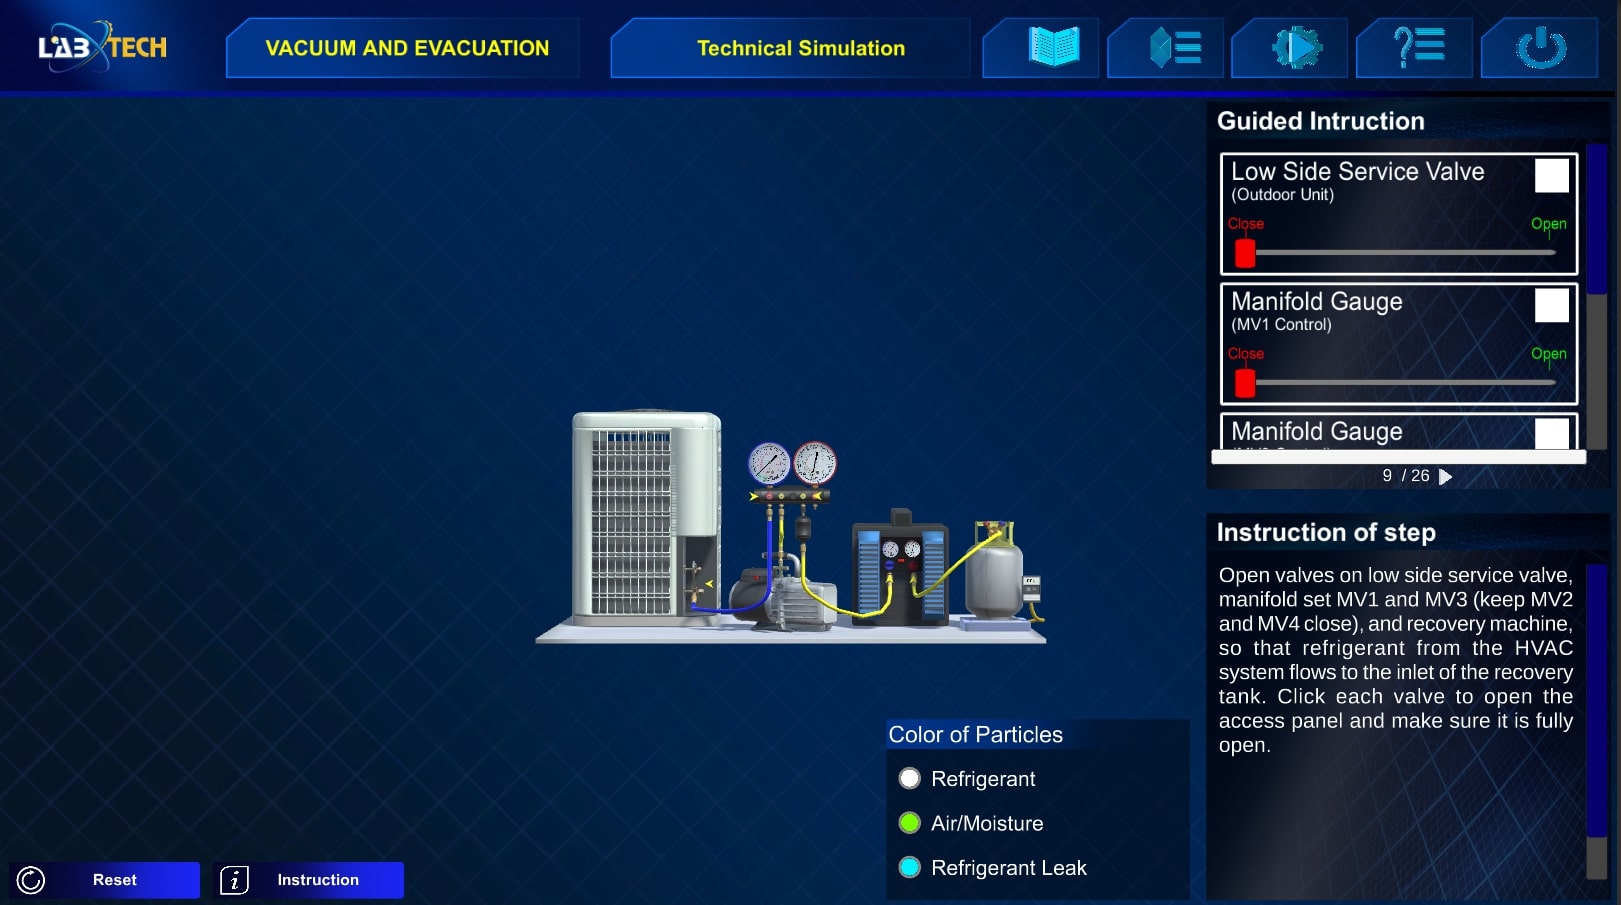 LABTECH
VACUUM AND EVACUATION
Technical Simulation
Guided Intruction
Low Side Service Valve
(Outdoor Unit)
Close
Open
Manifold Gauge
(MV1 Control)
Close
Open
Manifold Gauge
9 / 26
Instruction of step
Open valves on low side service valve,
manifold set MV1 and MV3 (keep MV2
and MV4 close), and recovery machine,
so that refrigerant from the HVAC
system flows to the inlet of the recovery
tank. Click each valve to open the
access panel and make sure it is fully
open.
Color of Particles
Refrigerant
Air/Moisture
Refrigerant Leak
Reset
Instruction